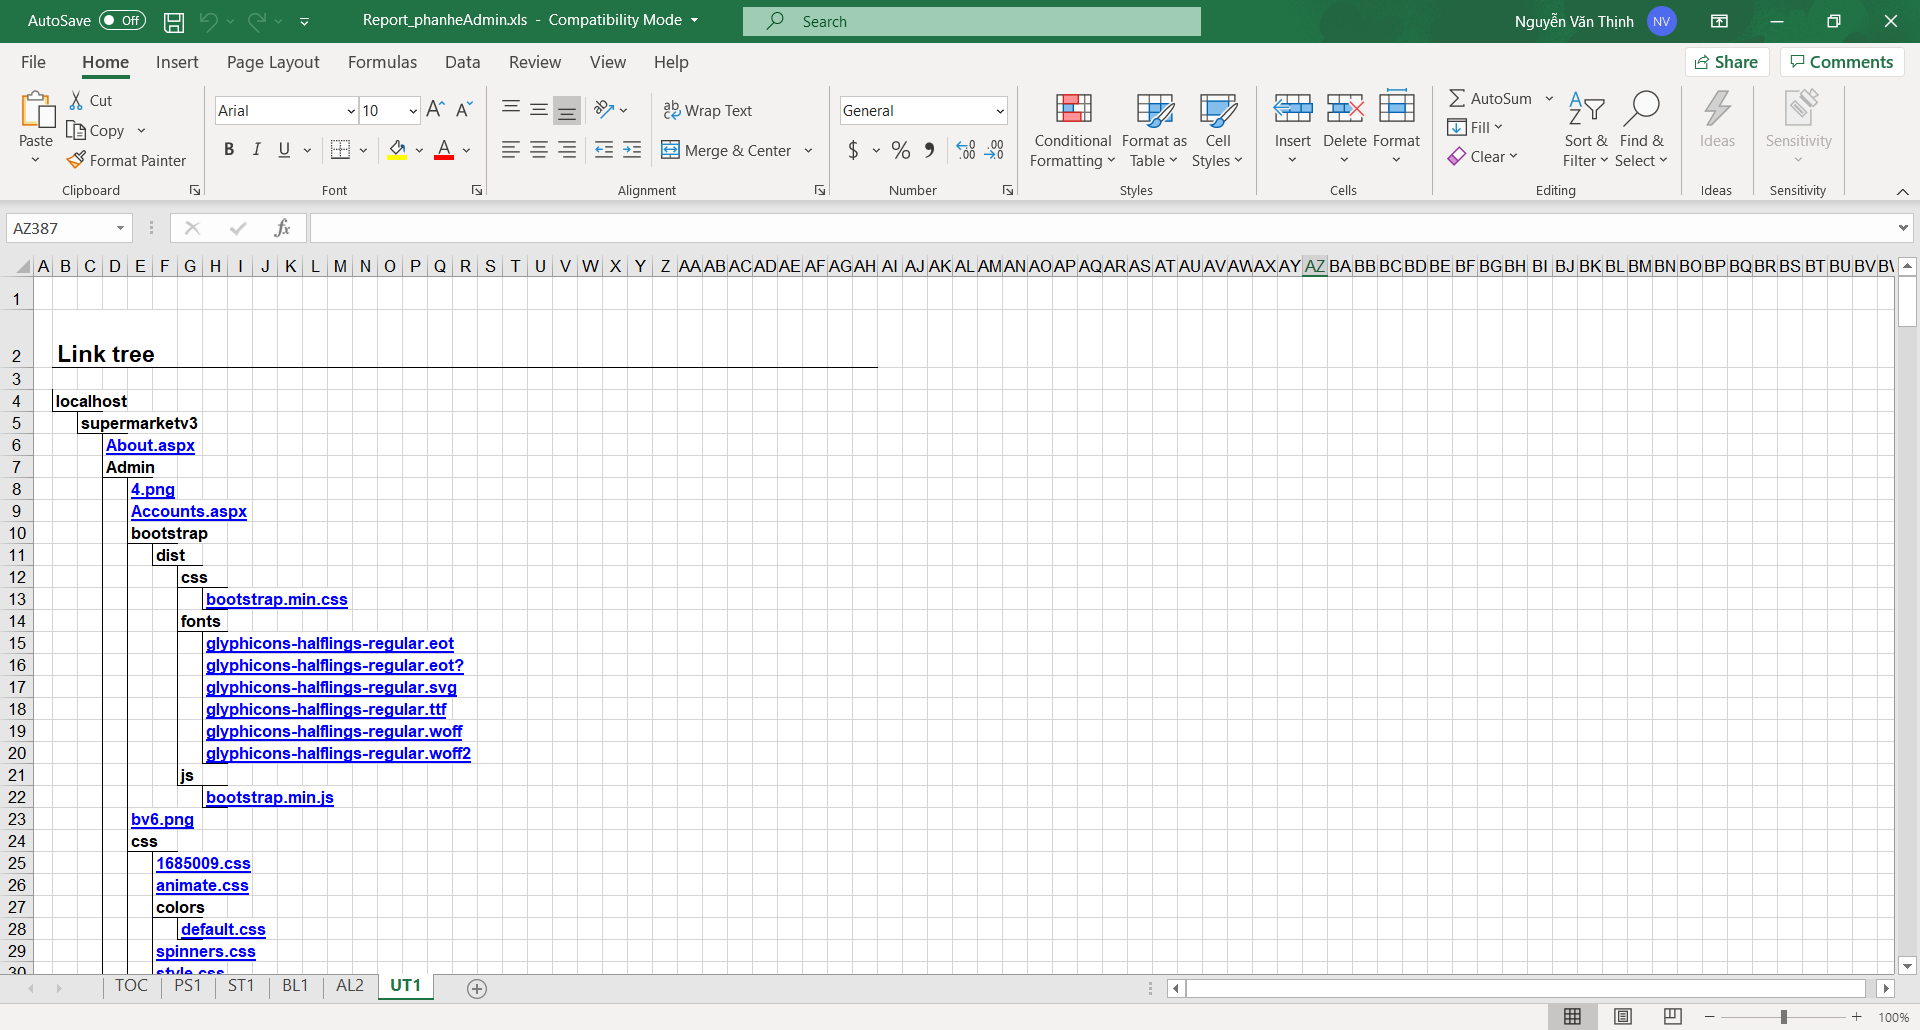 AutoSave Off Report_phanheAdmin.xls - Compatibility Mode Search Nguyễn Văn Thịnh NV
File Home Insert Page Layout Formulas Data Review View Help Share Comments
Paste Cut Copy Format Painter
Clipboard
Arial 10
B I U A
Font
Wrap Text
Merge & Center
Alignment
General
$ % 9
Number
Conditional Formatting Format as Table Cell Styles
Styles
Insert Delete Format
Cells
AutoSum Fill Clear Sort & Filter Find & Select
Editing
Ideas
Ideas
Sensitivity
Sensitivity
AZ387 fx
A B C D E F G H I J K L M N O P Q R S T U V W X Y Z AA AB AC AD AE AF AG AH AI AJ AK AL AM AN AO AP AQ AR AS AT AU AV AW AX AY AZ BA BB BC BD BE BF BG BH BI BJ BK BL BM BN BO BP BQ BR BS BT BU BV
1
2 Link tree
3
4 localhost
5 supermarketv3
6 About.aspx
7 Admin
8 4.png
9 Accounts.aspx
10 bootstrap
11 dist
12 css
13 bootstrap.min.css
14 fonts
15 glyphicons-halflings-regular.eot
16 glyphicons-halflings-regular.eot?
17 glyphicons-halflings-regular.svg
18 glyphicons-halflings-regular.ttf
19 glyphicons-halflings-regular.woff
20 glyphicons-halflings-regular.woff2
21 js
22 bootstrap.min.js
23 bv6.png
24 css
25 1685009.css
26 animate.css
27 colors
28 default.css
29 spinners.css
30 style.css
TOC PS1 ST1 BL1 AL2 UT1
100%